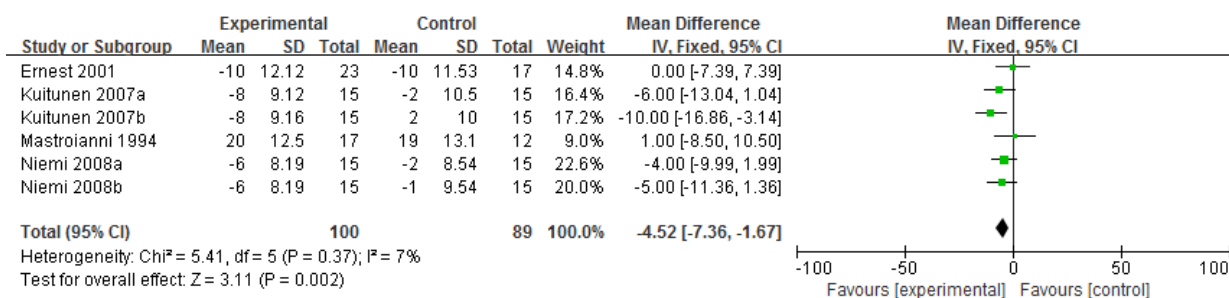 Experimental Control Mean Difference Mean Difference
Study or Subgroup Mean SD Total Mean SD Total Weight IV, Fixed, 95% CI IV, Fixed, 95% CI
Ernest 2001 -10 12.12 23 -10 11.53 17 14.8% 0.00 [-7.39, 7.39]
Kuitunen 2007a -8 9.12 15 -2 10.5 15 16.4% -6.00 [-13.04, 1.04]
Kuitunen 2007b -8 9.16 15 2 10 15 17.2% -10.00 [-16.86, -3.14]
Mastroianni 1994 20 12.5 17 19 13.1 12 9.0% 1.00 [-8.50, 10.50]
Niemi 2008a -6 8.19 15 -2 8.54 15 22.6% -4.00 [-9.99, 1.99]
Niemi 2008b -6 8.19 15 -1 9.54 15 20.0% -5.00 [-11.36, 1.36]
Total (95% CI) 100 89 100.0% -4.52 [-7.36, -1.67]
Heterogeneity: Chi² = 5.41, df = 5 (P = 0.37); I² = 7%
Test for overall effect: Z = 3.11 (P = 0.002)
-100 -50 0 50 100
Favours [experimental] Favours [control]